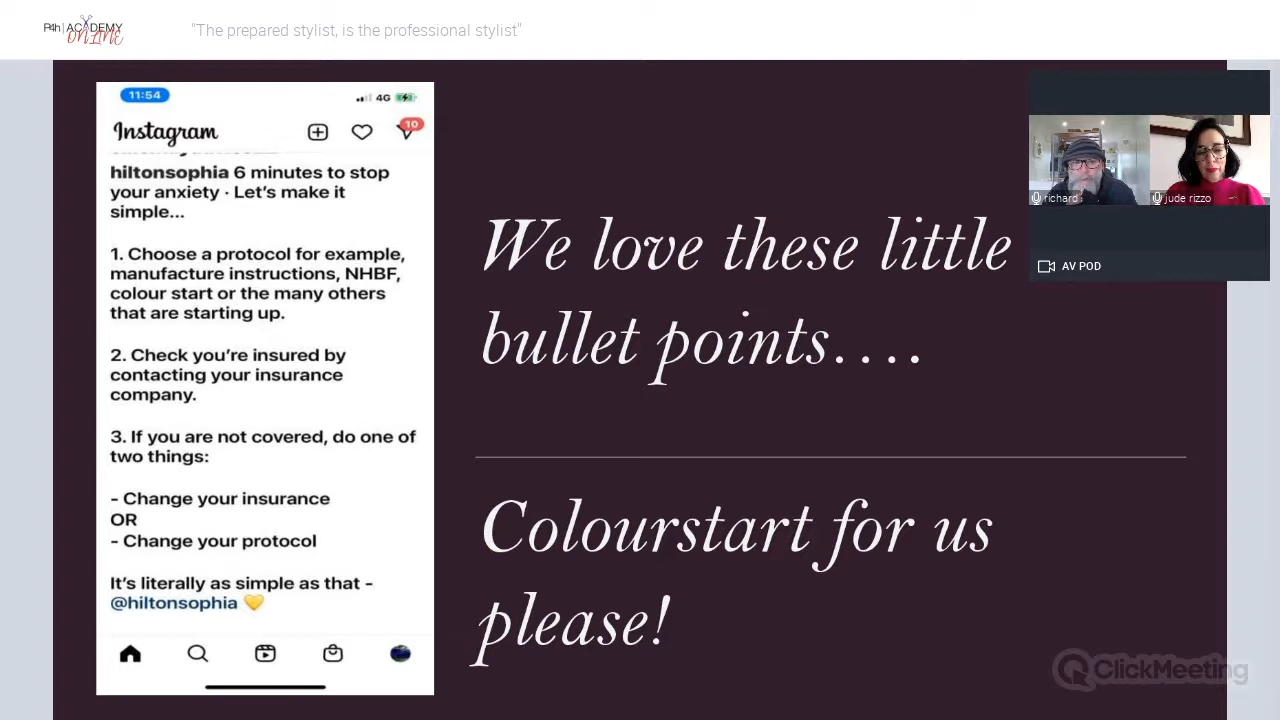 P4h|ACADEMY
ONLINE
"The prepared stylist, is the professional stylist"
11:54
4G
Instagram
10
hiltonsophia 6 minutes to stop
your anxiety · Let's make it
simple...
1. Choose a protocol for example,
manufacture instructions, NHBF,
colour start or the many others
that are starting up.
2. Check you're insured by
contacting your insurance
company.
3. If you are not covered, do one of
two things:
- Change your insurance
OR
- Change your protocol
It's literally as simple as that -
@hiltonsophia 💛
We love these little
bullet points....
Colourstart for us
please!
richard
jude rizzo
AV POD
ClickMeeting